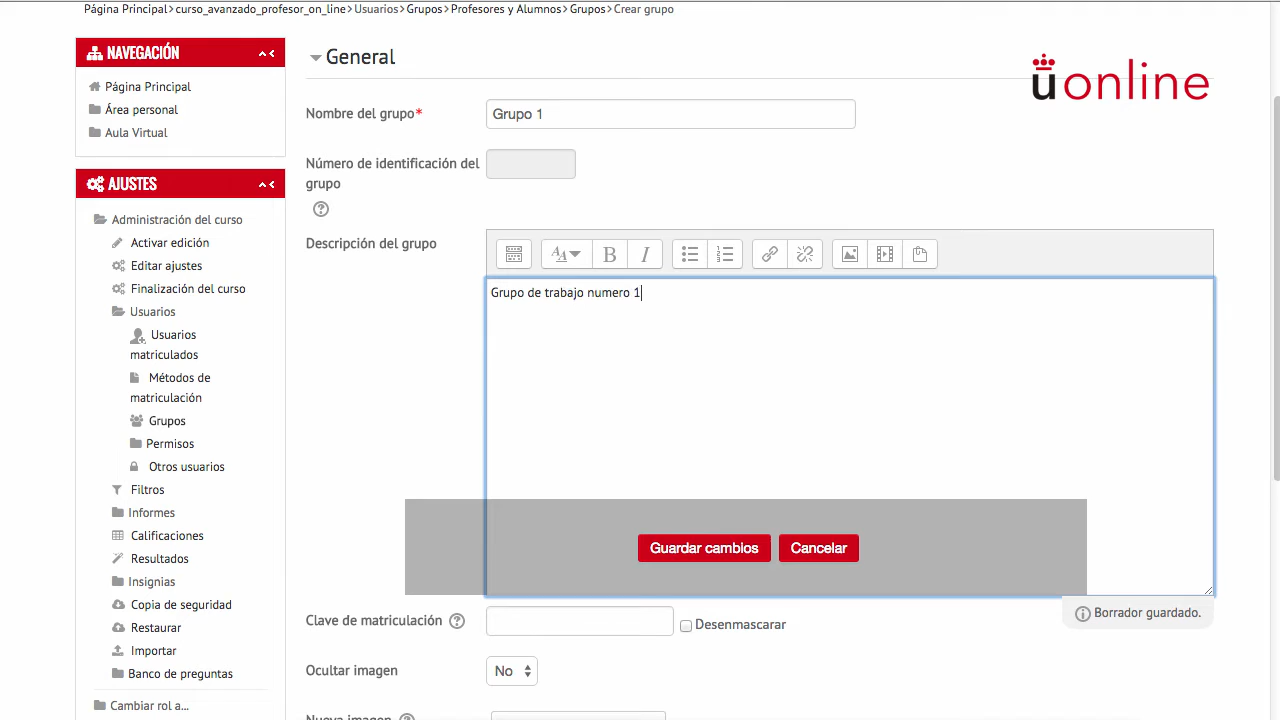 Página Principal>curso_avanzado_profesor_on_line>Usuarios>Grupos>Profesores y Alumnos>Grupos>Crear grupo
NAVEGACIÓN
Página Principal
Área personal
Aula Virtual
AJUSTES
Administración del curso
Activar edición
Editar ajustes
Finalización del curso
Usuarios
Usuarios
matriculados
Métodos de
matriculación
Grupos
Permisos
Otros usuarios
Filtros
Informes
Calificaciones
Resultados
Insignias
Copia de seguridad
Restaurar
Importar
Banco de preguntas
Cambiar rol a...
General
uonline
Nombre del grupo*
Grupo 1
Número de identificación del
grupo
?
Descripción del grupo
AA
B
I
Grupo de trabajo numero 1
Guardar cambios
Cancelar
Borrador guardado.
Clave de matriculación ?
Desenmascarar
Ocultar imagen
No
Nueva imagen ?